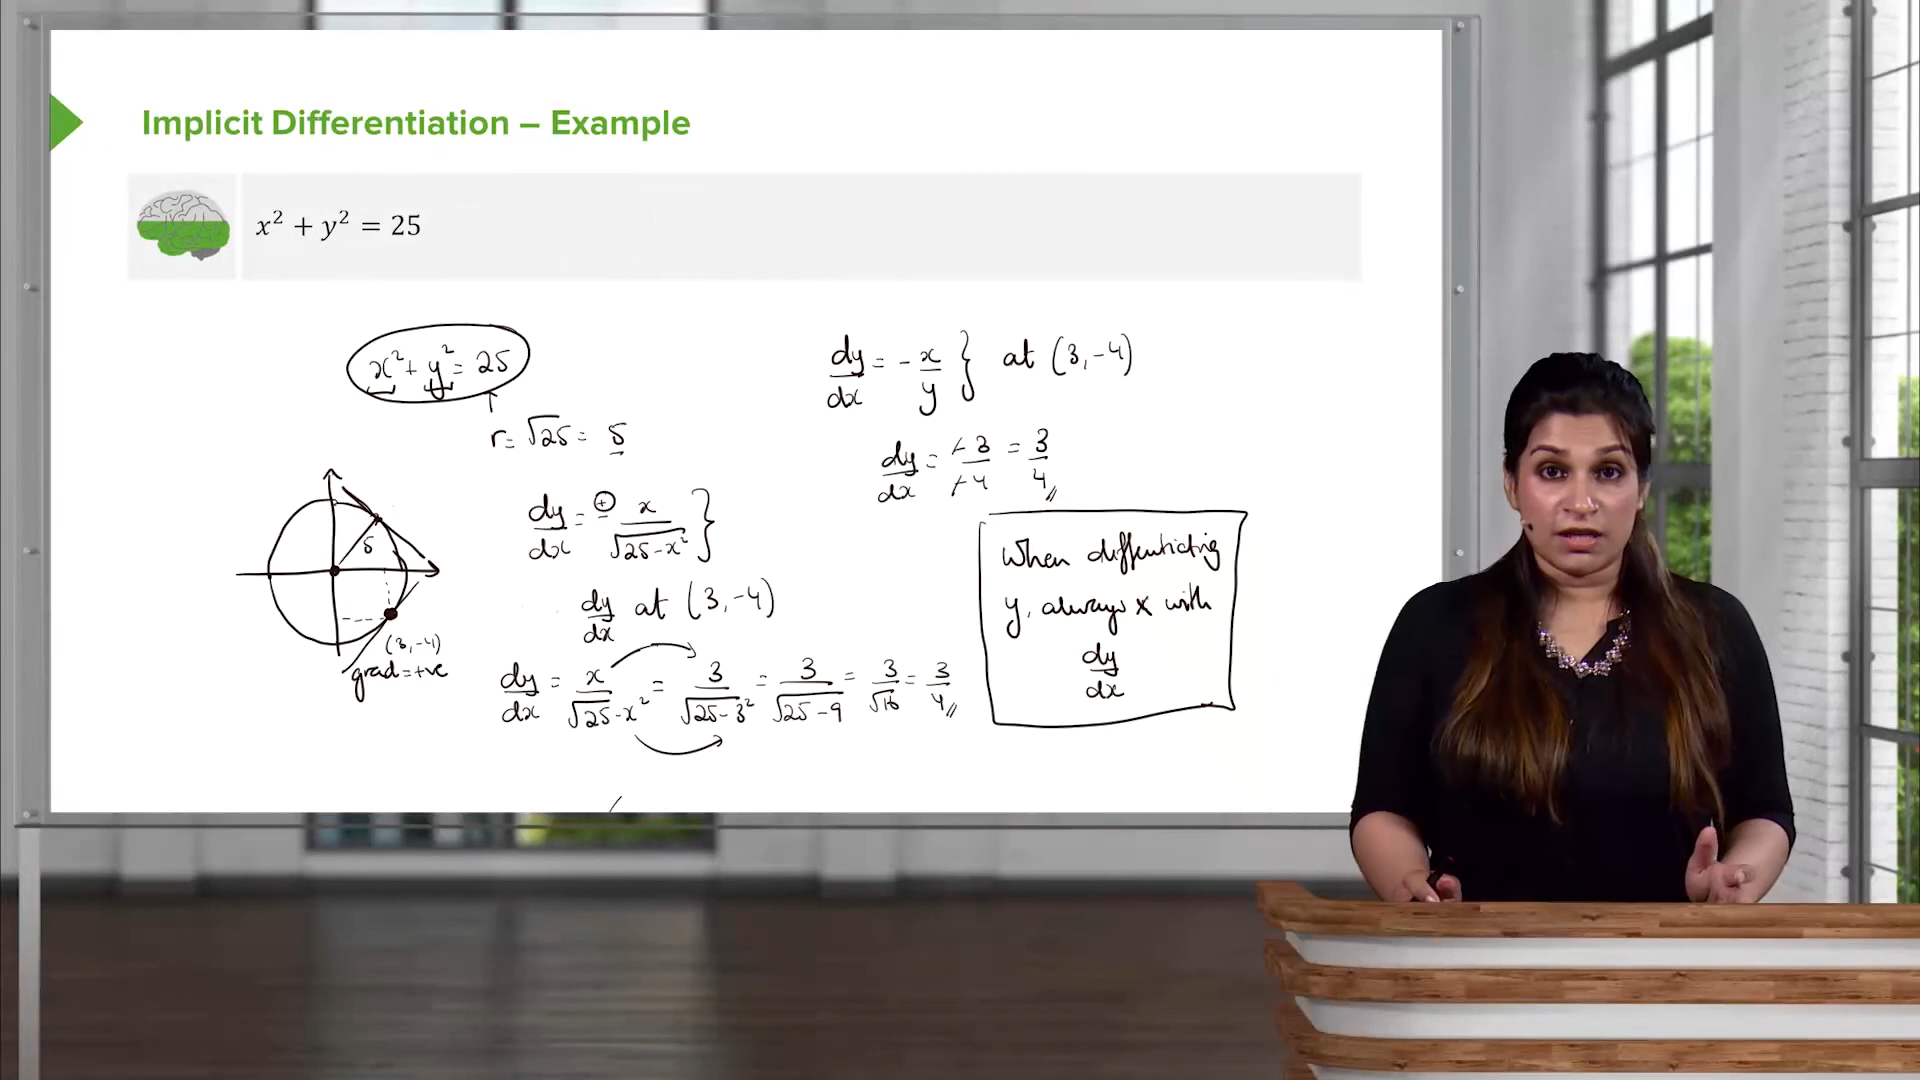 Implicit Differentiation – Example
x² + y² = 25
x² + y² = 25
r = √25 = 5
5
(3,-4)
grad=+ve
dy/dx = ± x/√25-x² }
dy/dx at (3,-4)
dy/dx = x/√25-x² = 3/√25-3² = 3/√25-9 = 3/√16 = 3/4
dy/dx = - x/y } at (3,-4)
dy/dx = -3/-4 = 3/4
When differenticting
y, always x with
dy/dx